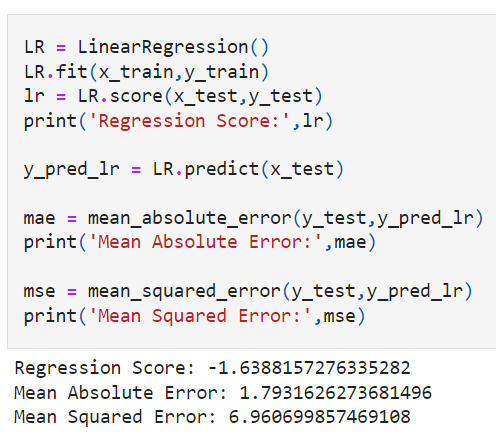 LR = LinearRegression()
LR.fit(x_train,y_train)
lr = LR.score(x_test,y_test)
print('Regression Score:',lr)
y_pred_lr = LR.predict(x_test)
mae = mean_absolute_error(y_test,y_pred_lr)
print('Mean Absolute Error:',mae)
mse = mean_squared_error(y_test,y_pred_lr)
print('Mean Squared Error:',mse)
Regression Score: -1.6388157276335282
Mean Absolute Error: 1.7931626273681496
Mean Squared Error: 6.960699857469108